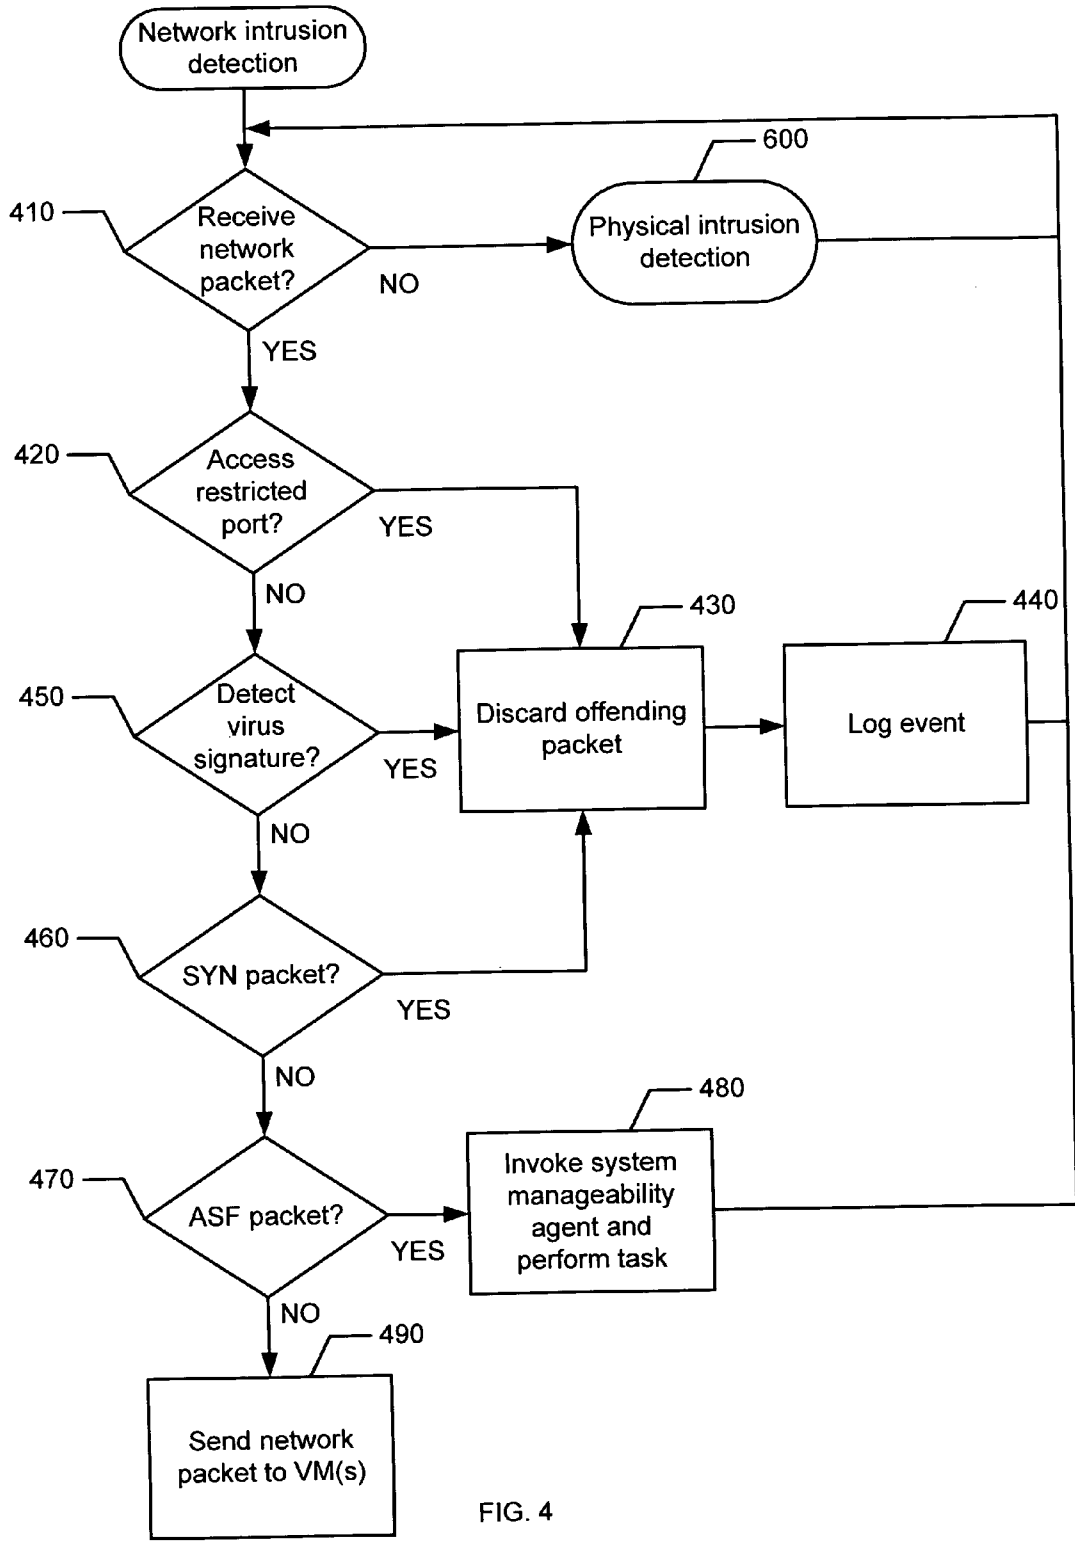 Network intrusion
detection
600
410
Receive
network
packet?
Physical intrusion
detection
NO
YES
420
Access
restricted
port?
YES
NO
430
440
450
Detect
virus
signature?
Discard offending
packet
Log event
YES
NO
460
SYN packet?
YES
NO
480
470
ASF packet?
Invoke system
manageability
agent and
perform task
YES
NO
490
Send network
packet to VM(s)
FIG. 4